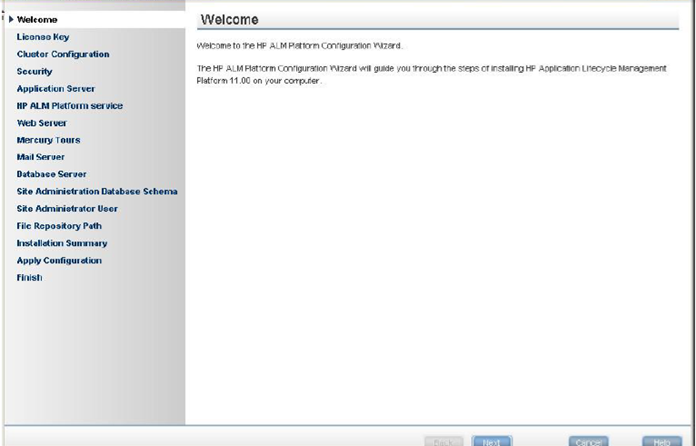 Welcome
License Key
Cluster Configuration
Security
Application Server
HP ALM Platform service
Web Server
Mercury Tours
Mail Server
Database Server
Site Administration Database Schema
Site Administrator User
File Repository Path
Installation Summary
Apply Configuration
Finish
Welcome
Welcome to the HP ALM Platform Configuration Wizard.
The HP ALM Platform Configuration Wizard will guide you through the steps of installing HP Application Lifecycle Management
Platform 11.00 on your computer.
Back Next Cancel Help